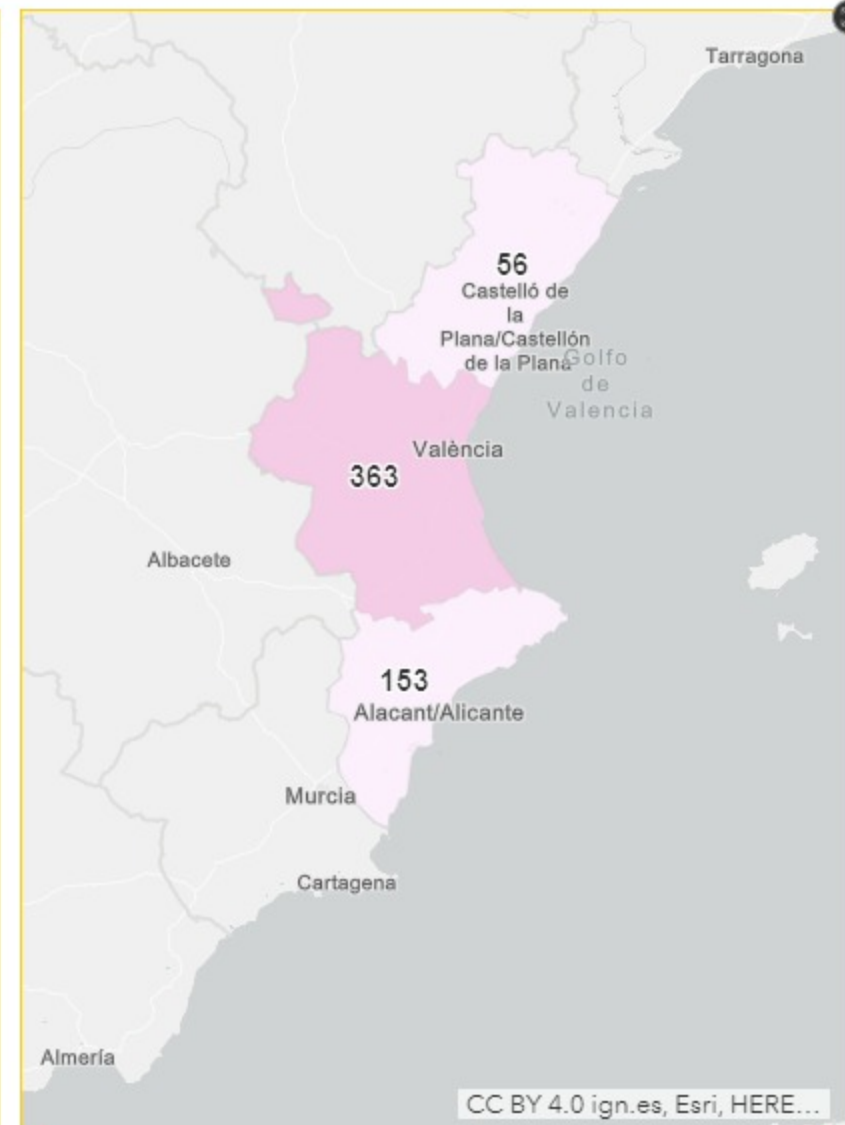 Tarragona
56
Castelló de
la
Plana/Castellón
de la Plana
Golfo
de
Valencia
València
363
Albacete
153
Alacant/Alicante
Murcia
Cartagena
Almería
CC BY 4.0 ign.es, Esri, HERE...